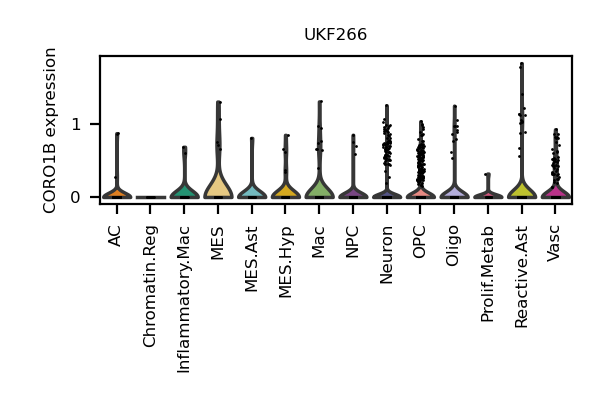 UKF266
CORO1B expression
1
0
AC
Chromatin.Reg
Inflammatory.Mac
MES
MES.Ast
MES.Hyp
Mac
NPC
Neuron
OPC
Oligo
Prolif.Metab
Reactive.Ast
Vasc